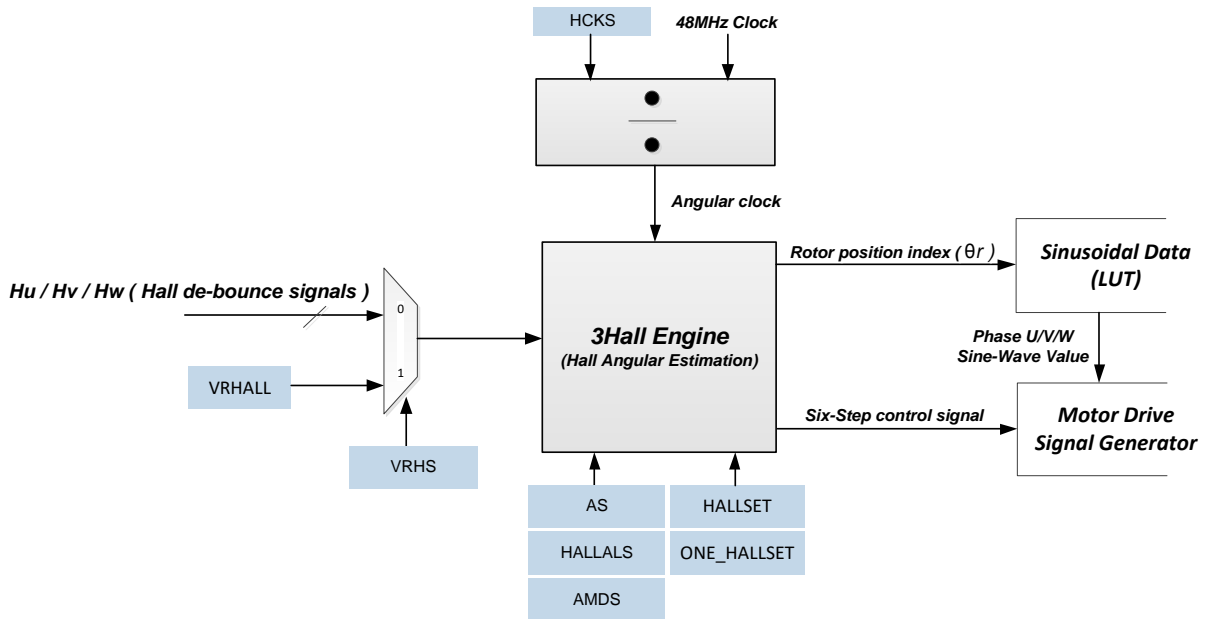 HCKS
48MHz Clock
Angular clock
Hu / Hv / Hw ( Hall de-bounce signals )
0
1
VRHALL
VRHS
3Hall Engine
(Hall Angular Estimation)
Rotor position index ( θr )
Sinusoidal Data
(LUT)
Phase U/V/W
Sine-Wave Value
Six-Step control signal
Motor Drive
Signal Generator
AS
HALLSET
HALLALS
ONE_HALLSET
AMDS